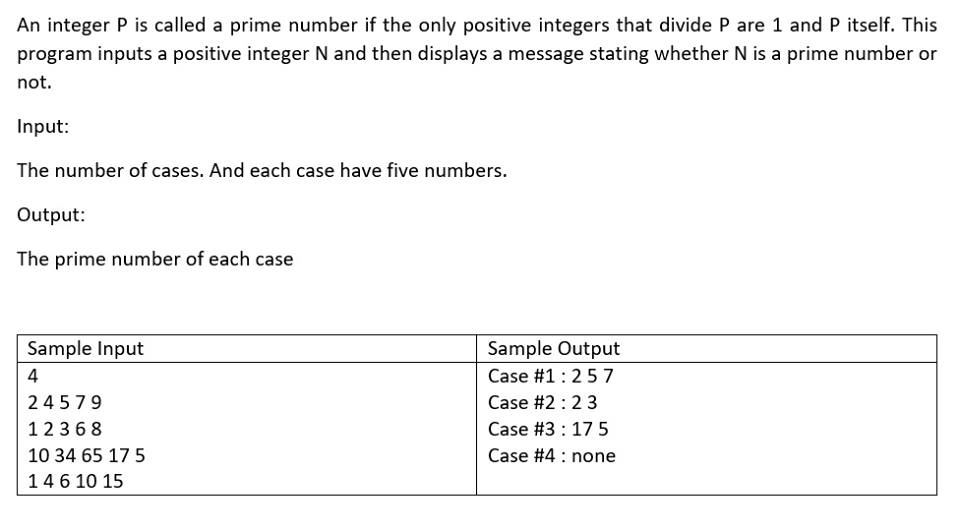 An integer P is called a prime number if the only positive integers that divide P are 1 and P itself. This
program inputs a positive integer N and then displays a message stating whether N is a prime number or
not.
Input:
The number of cases. And each case have five numbers.
Output:
The prime number of each case
Sample Input
4
2 4 5 7 9
1 2 3 6 8
10 34 65 17 5
1 4 6 10 15
Sample Output
Case #1 : 2 5 7
Case #2 : 2 3
Case #3 : 17 5
Case #4 : none